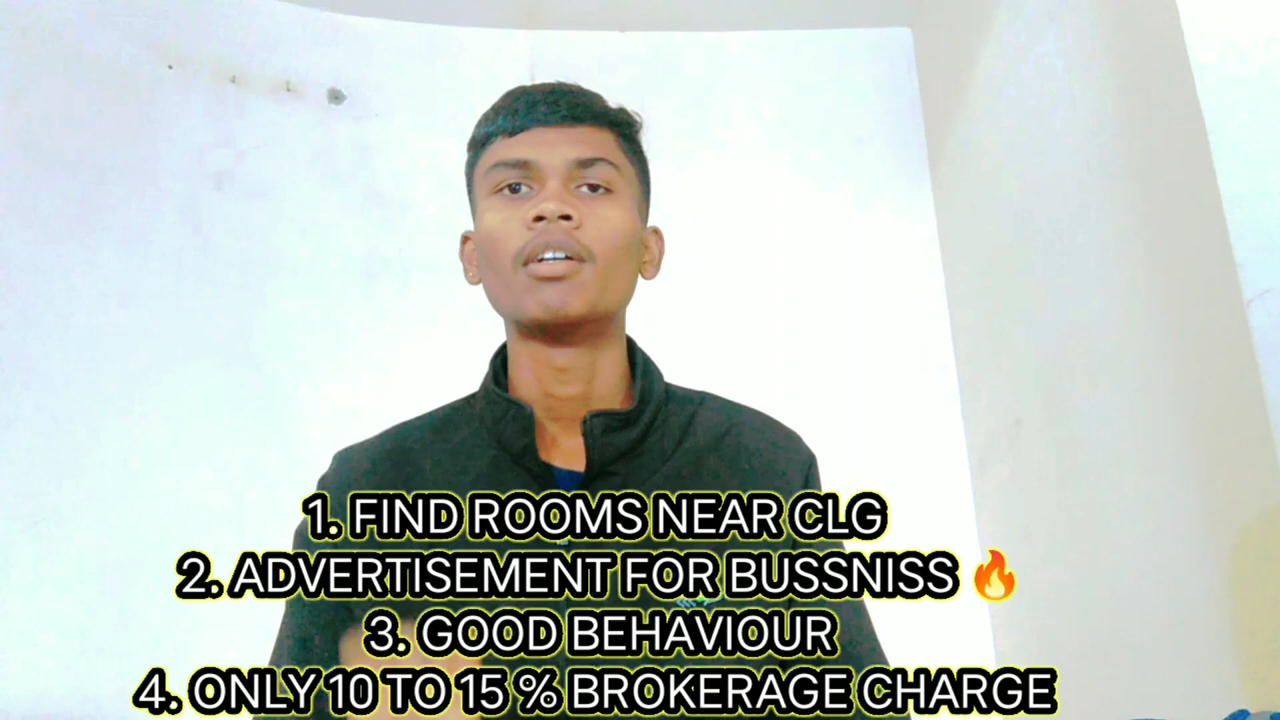 1. FIND ROOMS NEAR CLG
2. ADVERTISEMENT FOR BUSSNISS 🔥
3. GOOD BEHAVIOUR
4. ONLY 10 TO 15 % BROKERAGE CHARGE